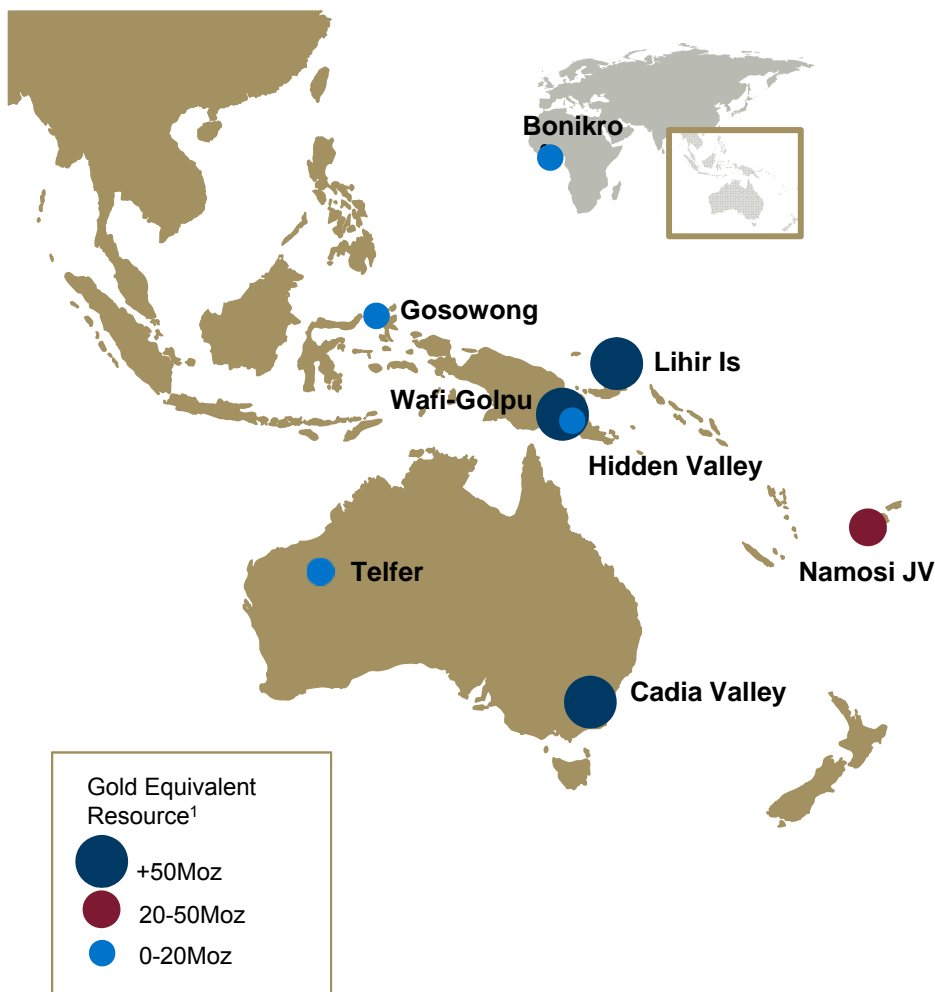 Bonikro
Gosowong
Lihir Is
Wafi-Golpu
Hidden Valley
Telfer
Namosi JV
Cadia Valley
Gold Equivalent
Resource¹
+50Moz
20-50Moz
0-20Moz